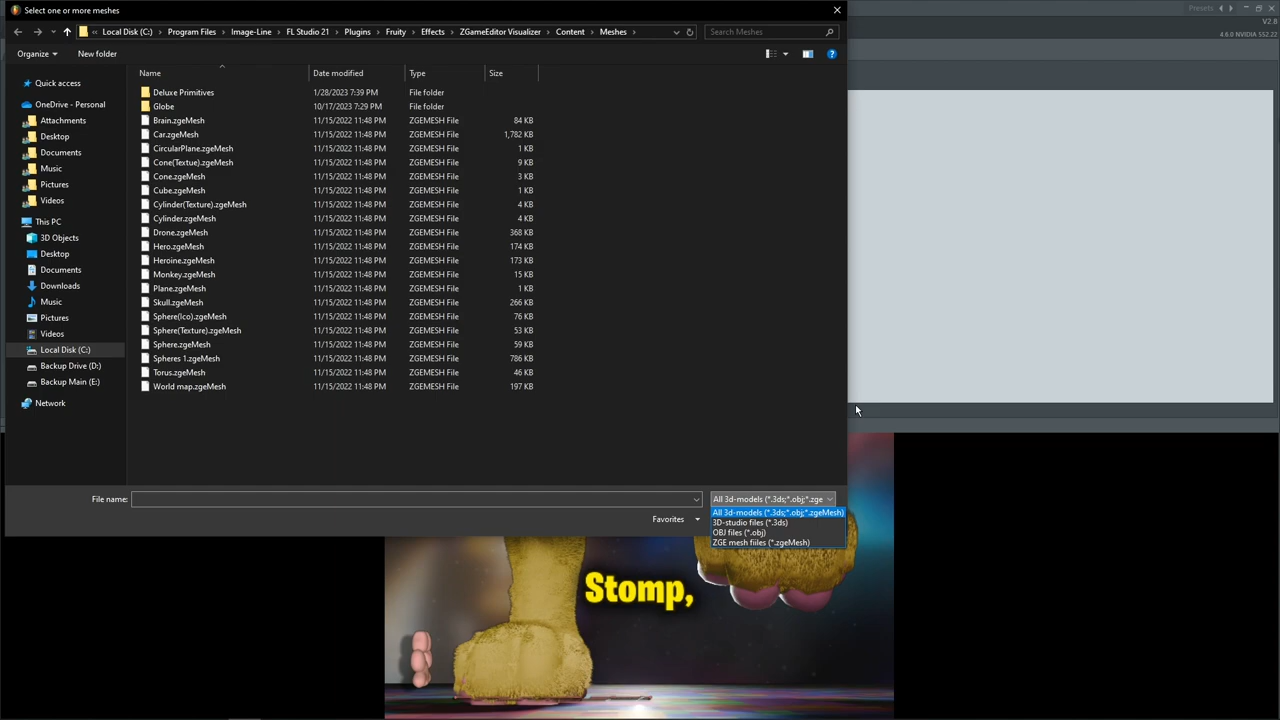 Select one or more meshes
Presets
V2.8
4.6.0 NVIDIA 552.22
« Local Disk (C:) › Program Files › Image-Line › FL Studio 21 › Plugins › Fruity › Effects › ZGameEditor Visualizer › Content › Meshes ›
Search Meshes
Organize
New folder
Name Date modified Type Size
Deluxe Primitives 1/28/2023 7:39 PM File folder
Globe 10/17/2023 7:29 PM File folder
Brain.zgeMesh 11/15/2022 11:48 PM ZGEMESH File 84 KB
Car.zgeMesh 11/15/2022 11:48 PM ZGEMESH File 1,782 KB
CircularPlane.zgeMesh 11/15/2022 11:48 PM ZGEMESH File 1 KB
Cone(Textue).zgeMesh 11/15/2022 11:48 PM ZGEMESH File 9 KB
Cone.zgeMesh 11/15/2022 11:48 PM ZGEMESH File 3 KB
Cube.zgeMesh 11/15/2022 11:48 PM ZGEMESH File 1 KB
Cylinder(Texture).zgeMesh 11/15/2022 11:48 PM ZGEMESH File 4 KB
Cylinder.zgeMesh 11/15/2022 11:48 PM ZGEMESH File 4 KB
Drone.zgeMesh 11/15/2022 11:48 PM ZGEMESH File 368 KB
Hero.zgeMesh 11/15/2022 11:48 PM ZGEMESH File 174 KB
Heroine.zgeMesh 11/15/2022 11:48 PM ZGEMESH File 173 KB
Monkey.zgeMesh 11/15/2022 11:48 PM ZGEMESH File 15 KB
Plane.zgeMesh 11/15/2022 11:48 PM ZGEMESH File 1 KB
Skull.zgeMesh 11/15/2022 11:48 PM ZGEMESH File 266 KB
Sphere(Ico).zgeMesh 11/15/2022 11:48 PM ZGEMESH File 76 KB
Sphere(Texture).zgeMesh 11/15/2022 11:48 PM ZGEMESH File 53 KB
Sphere.zgeMesh 11/15/2022 11:48 PM ZGEMESH File 59 KB
Spheres 1.zgeMesh 11/15/2022 11:48 PM ZGEMESH File 786 KB
Torus.zgeMesh 11/15/2022 11:48 PM ZGEMESH File 46 KB
World map.zgeMesh 11/15/2022 11:48 PM ZGEMESH File 197 KB
Quick access
OneDrive - Personal
Attachments
Desktop
Documents
Music
Pictures
Videos
This PC
3D Objects
Desktop
Documents
Downloads
Music
Pictures
Videos
Local Disk (C:)
Backup Drive (D:)
Backup Main (E:)
Network
File name:
All 3d-models (*.3ds;*.obj;*.zge
Favorites
All 3d-models (*.3ds;*.obj;*.zgeMesh)
3D-studio files (*.3ds)
OBJ files (*.obj)
ZGE mesh fiiles (*.zgeMesh)
Stomp,